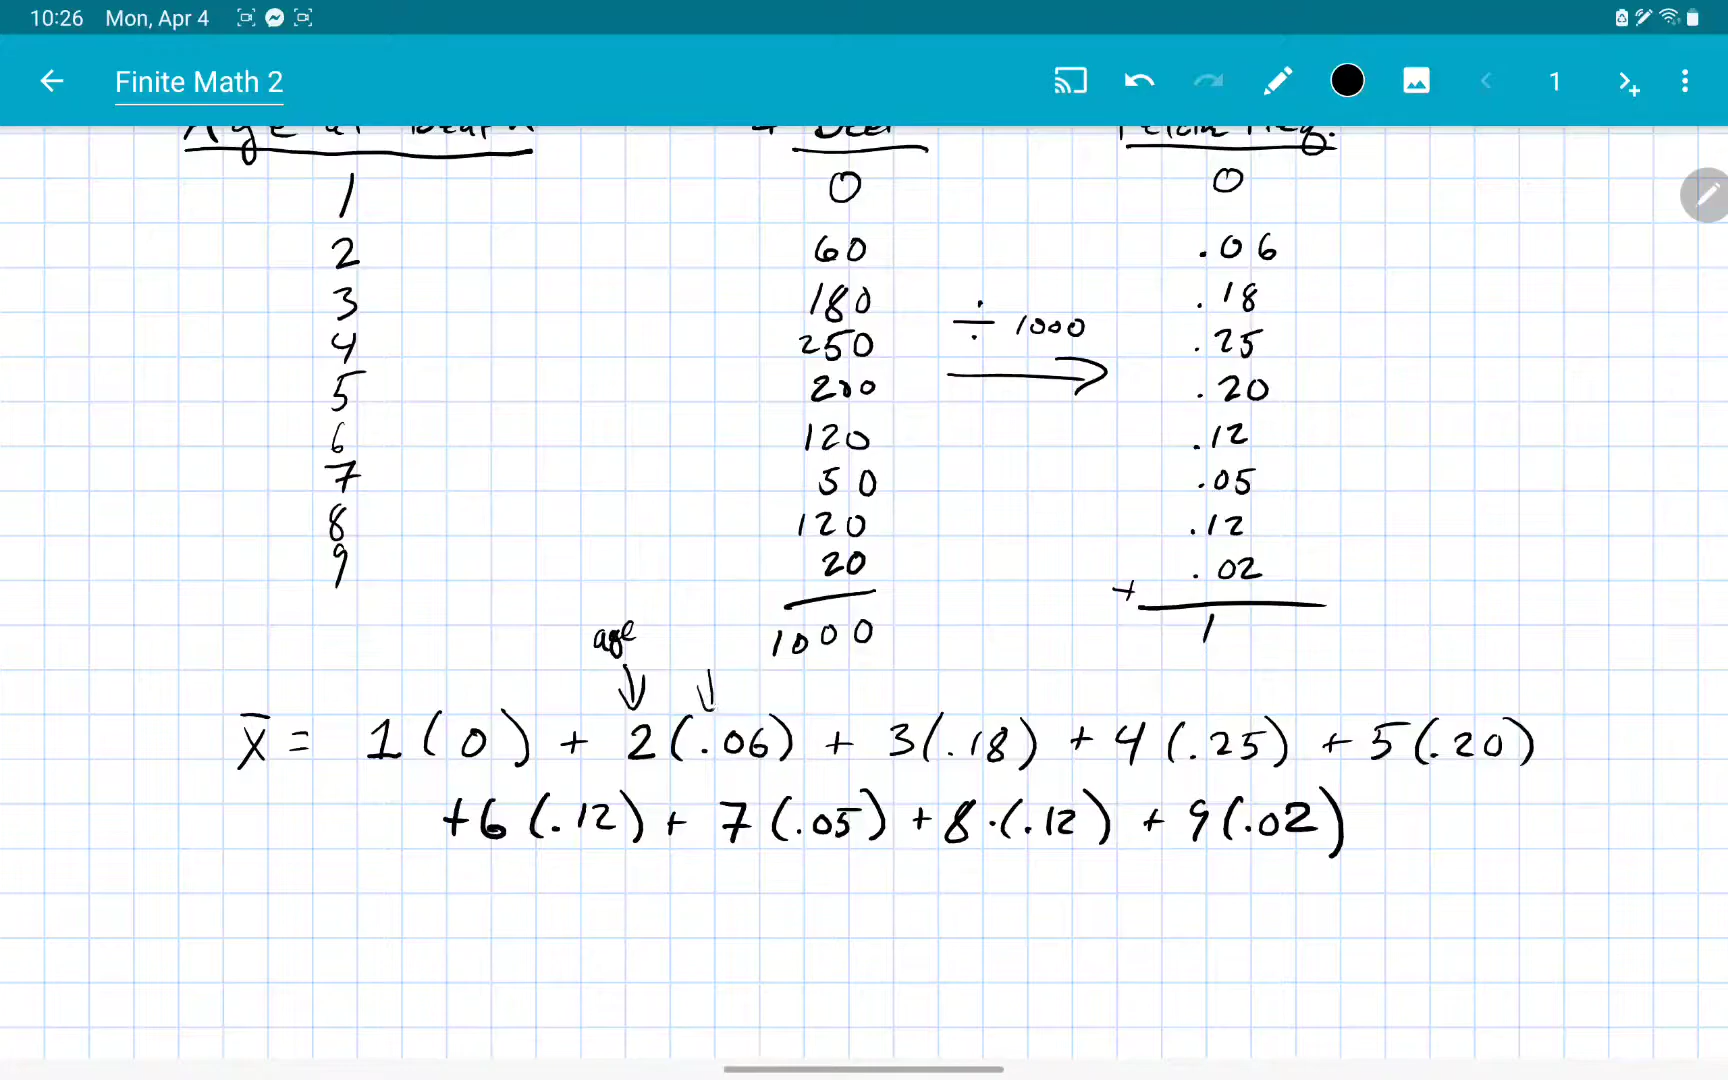 10:26 Mon, Apr 4
Finite Math 2
1
Age at Death
1 0 0
2 60 .06
3 180 .18
4 250 ÷ 1000 .25
5 200 .20
6 120 .12
7 50 .05
8 120 .12
9 20 .02
+
1000 1
age
x̄ = 1(0) + 2(.06) + 3(.18) + 4(.25) + 5(.20)
+6(.12) + 7(.05) + 8·(.12) + 9(.02)